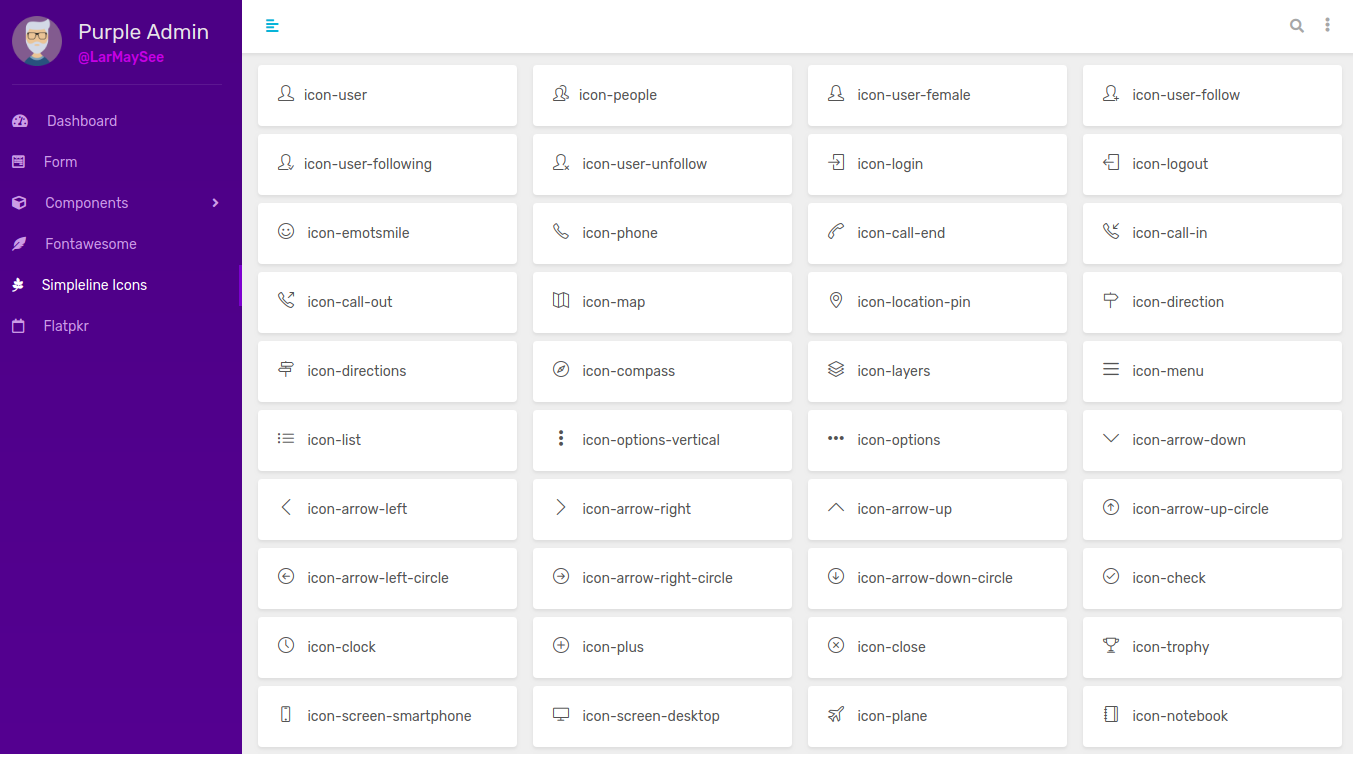 Purple Admin
@LarMaySee
Dashboard
Form
Components
Fontawesome
Simpleline Icons
Flatpkr
icon-user
icon-people
icon-user-female
icon-user-follow
icon-user-following
icon-user-unfollow
icon-login
icon-logout
icon-emotsmile
icon-phone
icon-call-end
icon-call-in
icon-call-out
icon-map
icon-location-pin
icon-direction
icon-directions
icon-compass
icon-layers
icon-menu
icon-list
icon-options-vertical
icon-options
icon-arrow-down
icon-arrow-left
icon-arrow-right
icon-arrow-up
icon-arrow-up-circle
icon-arrow-left-circle
icon-arrow-right-circle
icon-arrow-down-circle
icon-check
icon-clock
icon-plus
icon-close
icon-trophy
icon-screen-smartphone
icon-screen-desktop
icon-plane
icon-notebook